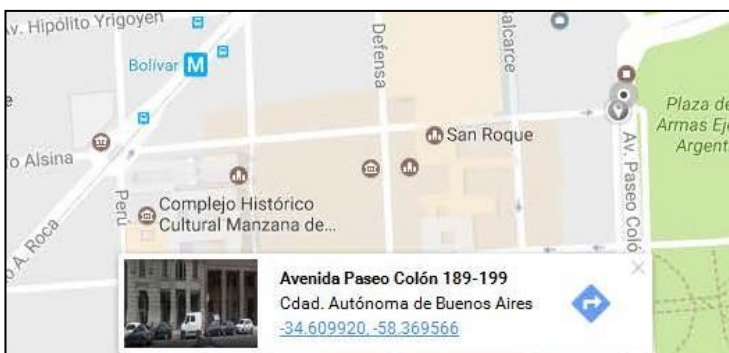 v. Hipólito Yrigoyen
Bolívar
M
Defensa
alcarce
Plaza de
Armas Eje
Argent
San Roque
o Alsina
Perú
Complejo Histórico
Cultural Manzana de...
Av. Paseo Coló
o A. Roca
e
Avenida Paseo Colón 189-199
Cdad. Autónoma de Buenos Aires
-34.609920, -58.369566